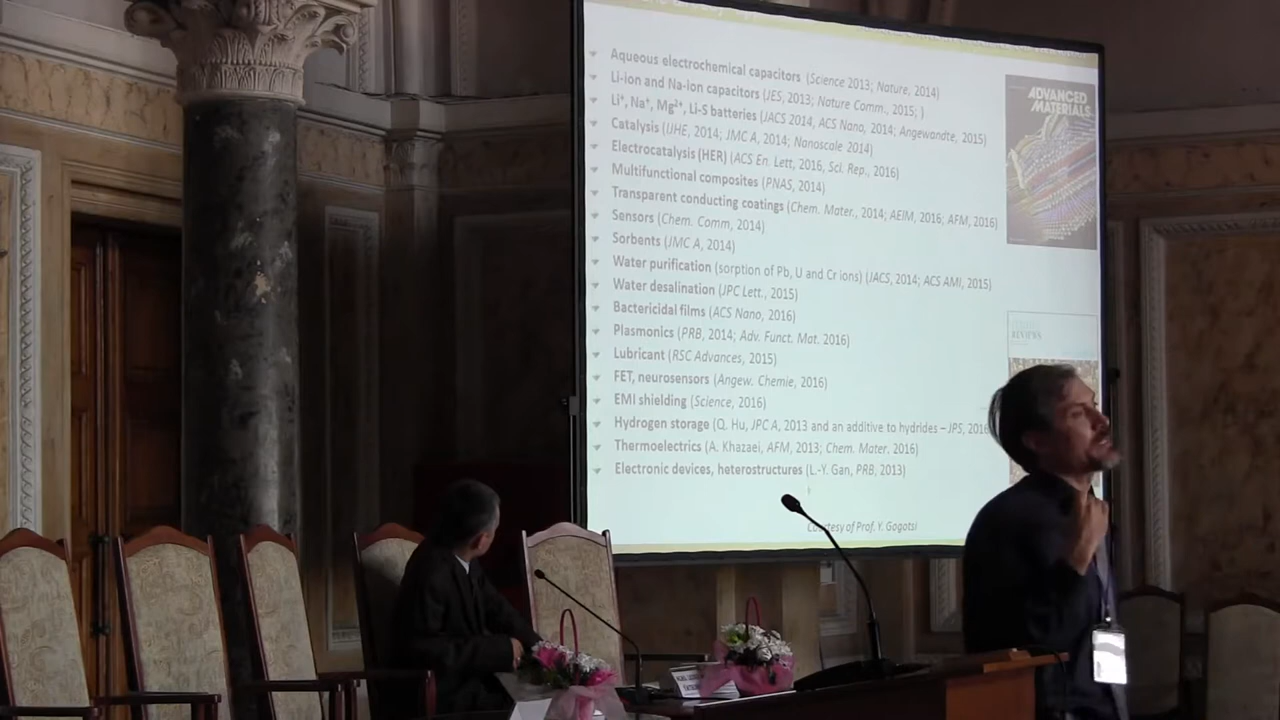 Aqueous electrochemical capacitors (Science 2013; Nature, 2014)
Li-ion and Na-ion capacitors (JES, 2013; Nature Comm., 2015; )
Li⁺, Na⁺, Mg²⁺, Li-S batteries (JACS 2014, ACS Nano, 2014; Angewandte, 2015)
Catalysis (IJHE, 2014; JMC A, 2014; Nanoscale 2014)
Electrocatalysis (HER) (ACS En. Lett, 2016, Sci. Rep., 2016)
Multifunctional composites (PNAS, 2014)
Transparent conducting coatings (Chem. Mater., 2014; AEIM, 2016; AFM, 2016)
Sensors (Chem. Comm, 2014)
Sorbents (JMC A, 2014)
Water purification (sorption of Pb, U and Cr ions) (JACS, 2014; ACS AMI, 2015)
Water desalination (JPC Lett., 2015)
Bactericidal films (ACS Nano, 2016)
Plasmonics (PRB, 2014; Adv. Funct. Mat. 2016)
Lubricant (RSC Advances, 2015)
FET, neurosensors (Angew. Chemie, 2016)
EMI shielding (Science, 2016)
Hydrogen storage (Q. Hu, JPC A, 2013 and an additive to hydrides – JPS, 2016
Thermoelectrics (A. Khazaei, AFM, 2013; Chem. Mater. 2016)
Electronic devices, heterostructures (L.-Y. Gan, PRB, 2013)
Courtesy of Prof. Y. Gogotsi
ADVANCED
MATERIALS
REVIEWS